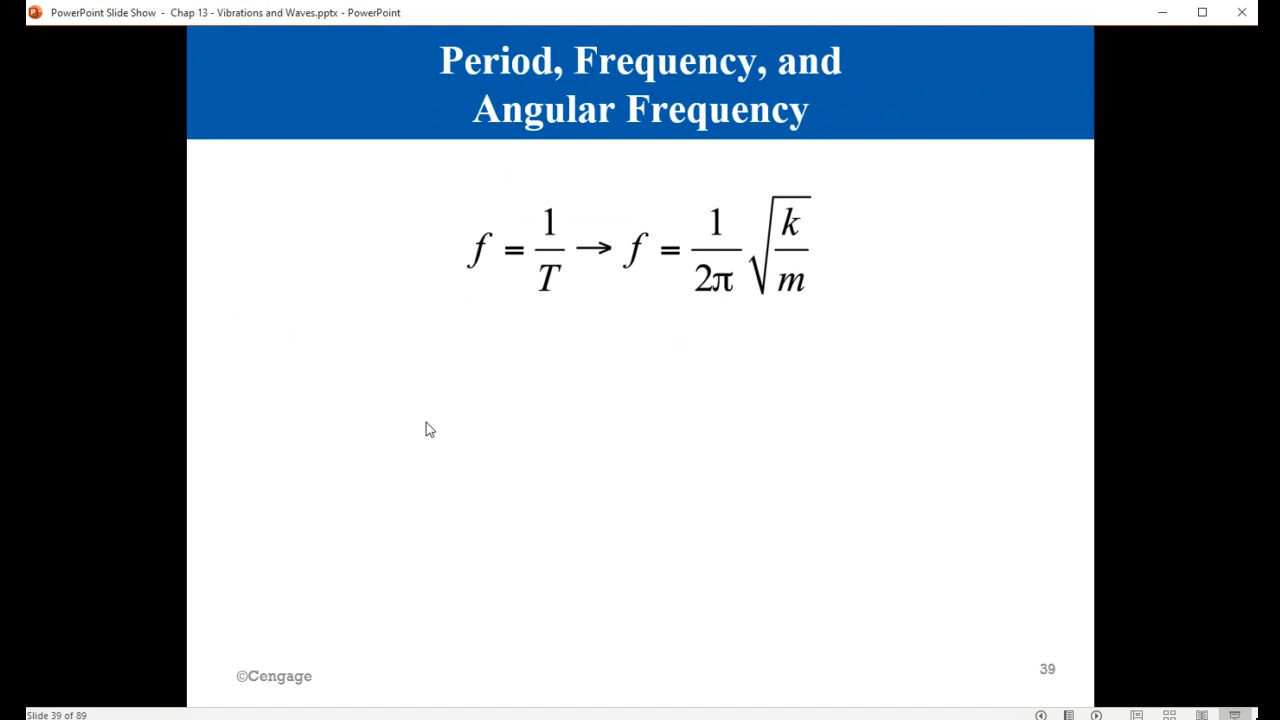 PowerPoint Slide Show - Chap 13 - Vibrations and Waves.pptx - PowerPoint
Period, Frequency, and
Angular Frequency
f = 1/T → f = 1/2π √k/m
©Cengage
39
Slide 39 of 89